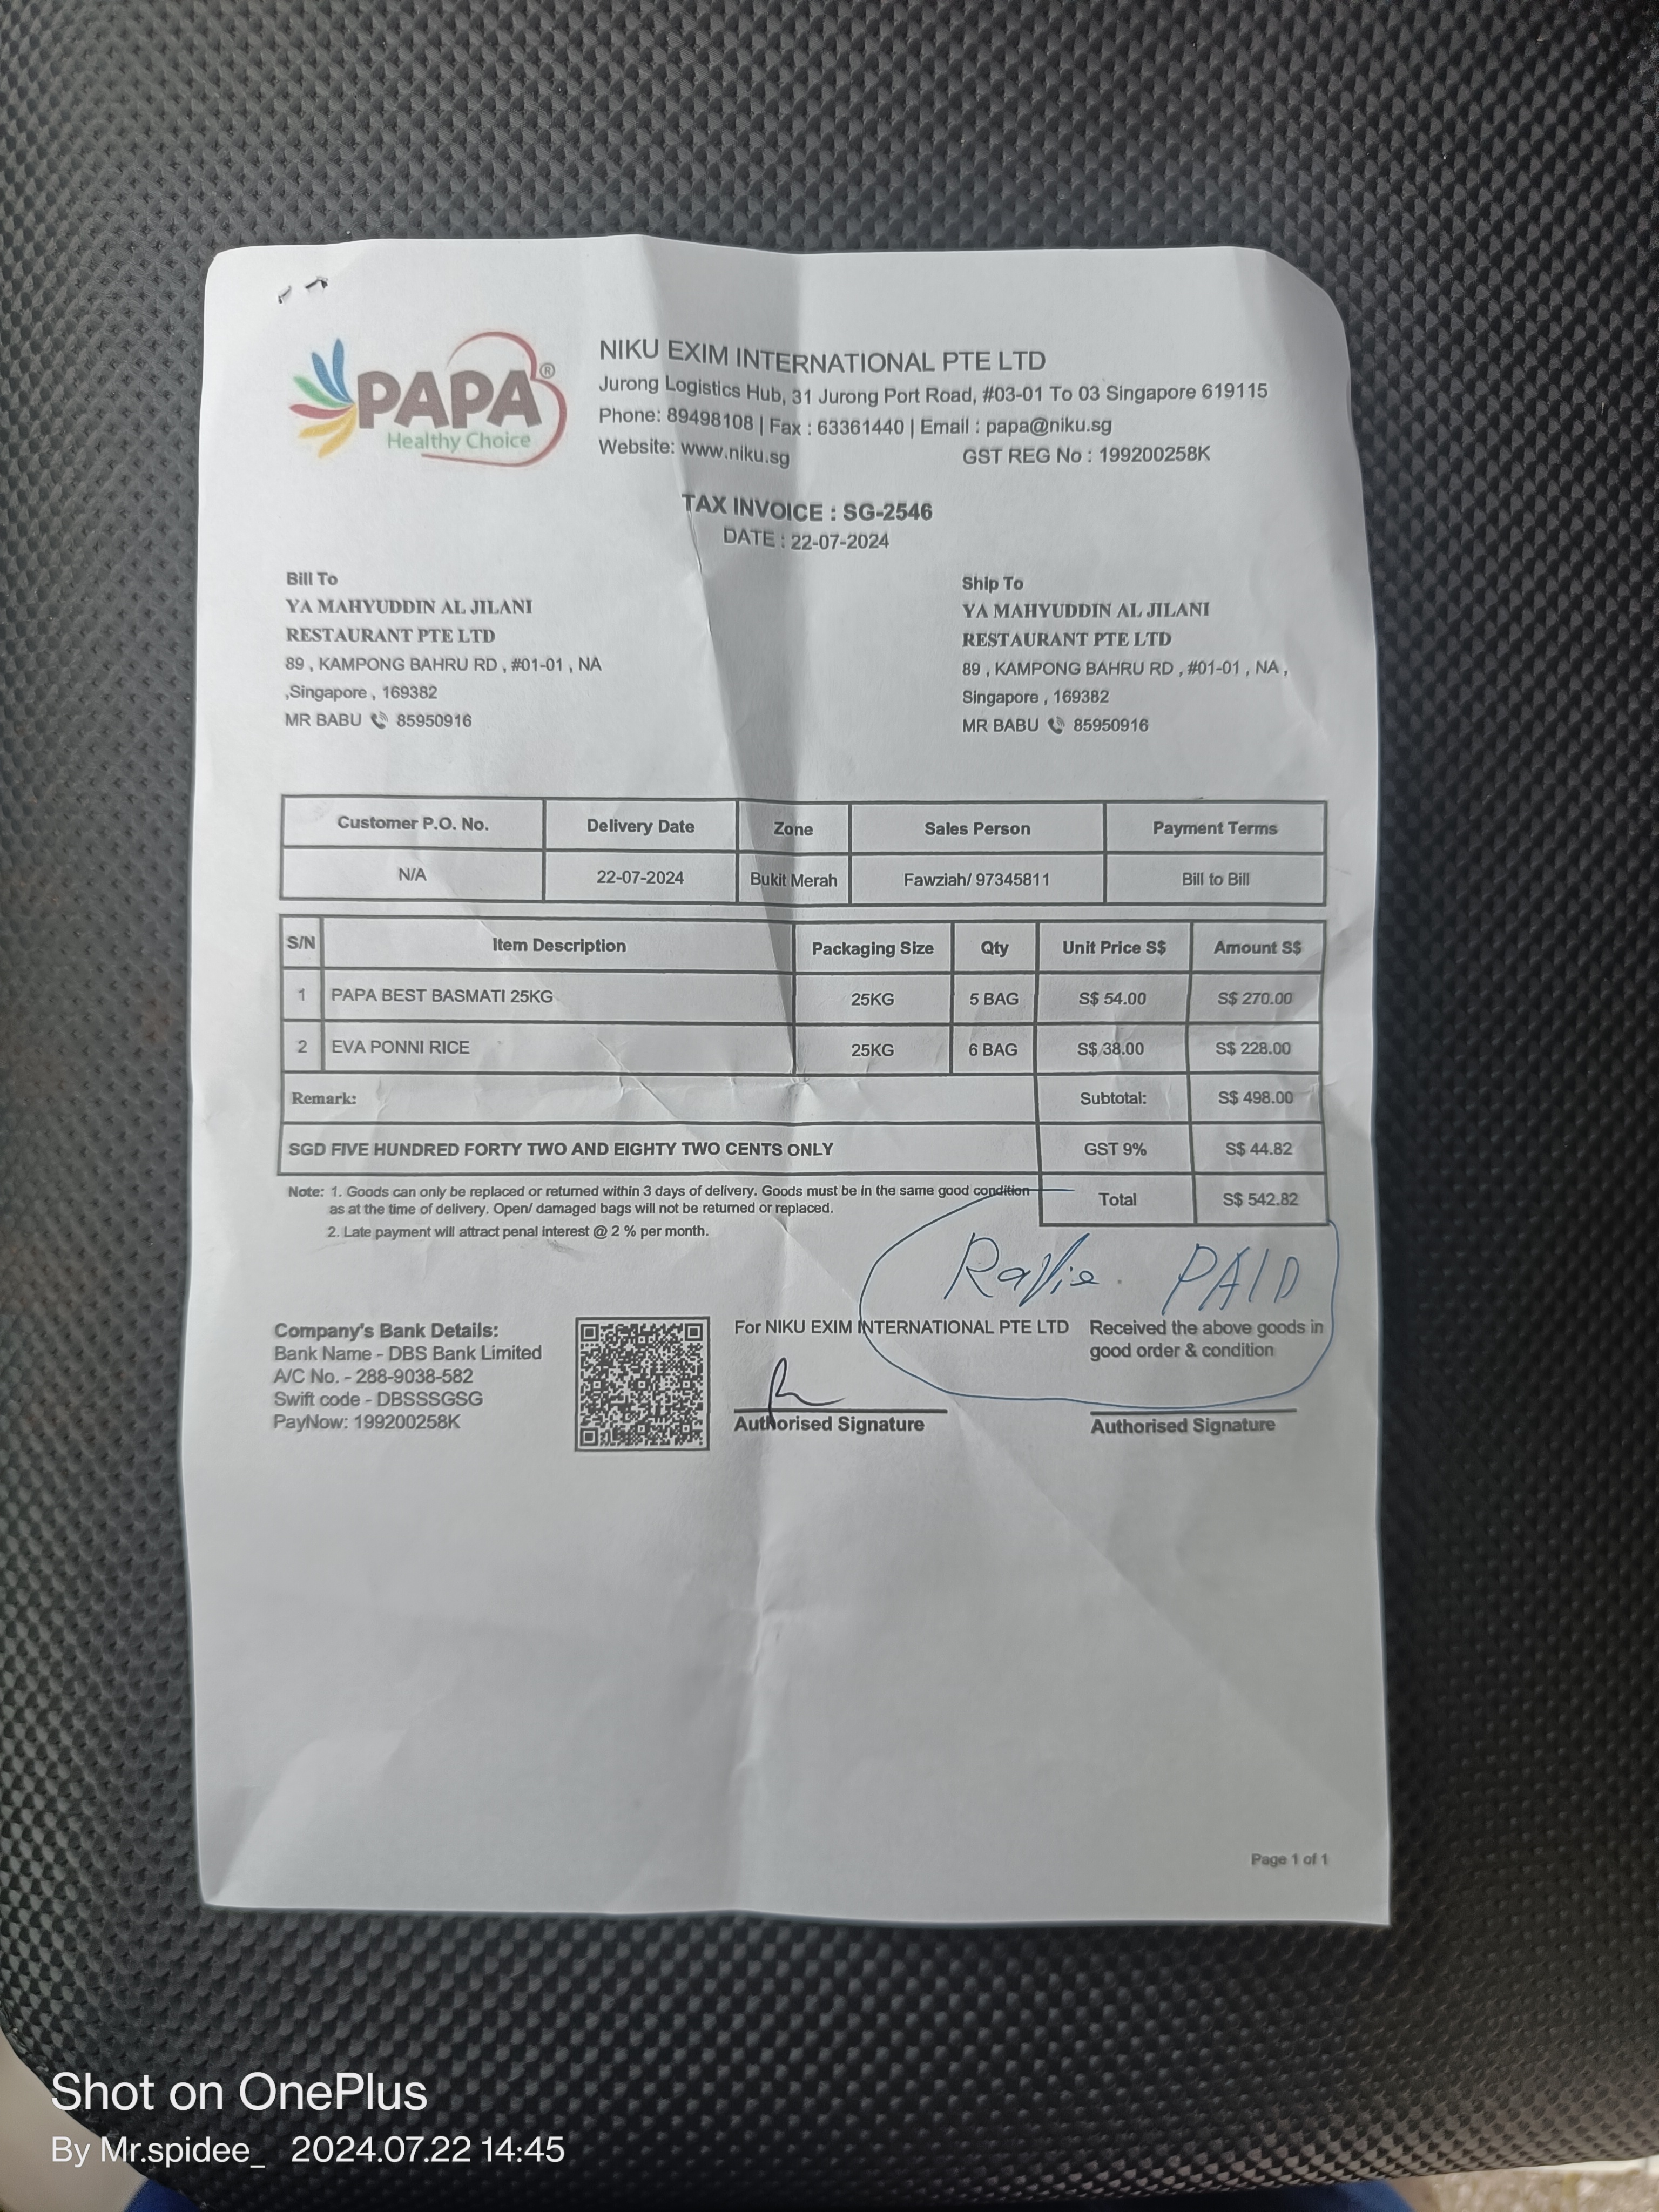 PAPA®
Healthy Choice
NIKU EXIM INTERNATIONAL PTE LTD
Jurong Logistics Hub, 31 Jurong Port Road, #03-01 To 03 Singapore 619115
Phone: 89498108 | Fax : 63361440 | Email : papa@niku.sg
Website: www.niku.sg GST REG No : 199200258K
TAX INVOICE : SG-2546
DATE : 22-07-2024
Bill To
YA MAHYUDDIN AL JILANI
RESTAURANT PTE LTD
89 , KAMPONG BAHRU RD , #01-01 , NA
,Singapore , 169382
MR BABU 85950916
Ship To
YA MAHYUDDIN AL JILANI
RESTAURANT PTE LTD
89 , KAMPONG BAHRU RD , #01-01 , NA ,
Singapore , 169382
MR BABU 85950916
Customer P.O. No. Delivery Date Zone Sales Person Payment Terms
N/A 22-07-2024 Bukit Merah Fawziah/ 97345811 Bill to Bill
S/N Item Description Packaging Size Qty Unit Price S$ Amount S$
1 PAPA BEST BASMATI 25KG 25KG 5 BAG S$ 54.00 S$ 270.00
2 EVA PONNI RICE 25KG 6 BAG S$ 38.00 S$ 228.00
Remark: Subtotal: S$ 498.00
SGD FIVE HUNDRED FORTY TWO AND EIGHTY TWO CENTS ONLY GST 9% S$ 44.82
Total S$ 542.82
Note: 1. Goods can only be replaced or returned within 3 days of delivery. Goods must be in the same good condition
as at the time of delivery. Open/ damaged bags will not be returned or replaced.
2. Late payment will attract penal interest @ 2 % per month.
PAID
Company's Bank Details:
Bank Name - DBS Bank Limited
A/C No. - 288-9038-582
Swift code - DBSSSGSG
PayNow: 199200258K
For NIKU EXIM INTERNATIONAL PTE LTD
Authorised Signature
Received the above goods in
good order & condition
Authorised Signature
Page 1 of 1
Shot on OnePlus
By Mr.spidee_ 2024.07.22 14:45